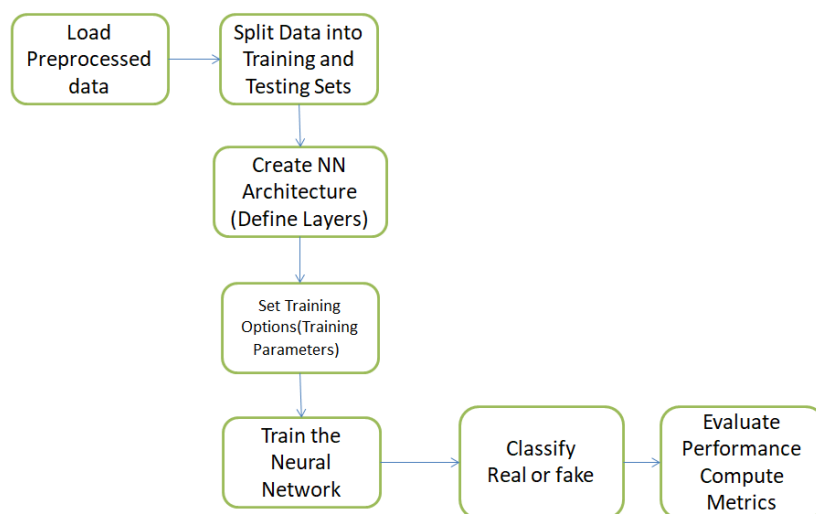 Load
Preprocessed
data
Split Data into
Training and
Testing Sets
Create NN
Architecture
(Define Layers)
Set Training
Options(Training
Parameters)
Train the
Neural
Network
Classify
Real or fake
Evaluate
Performance
Compute
Metrics